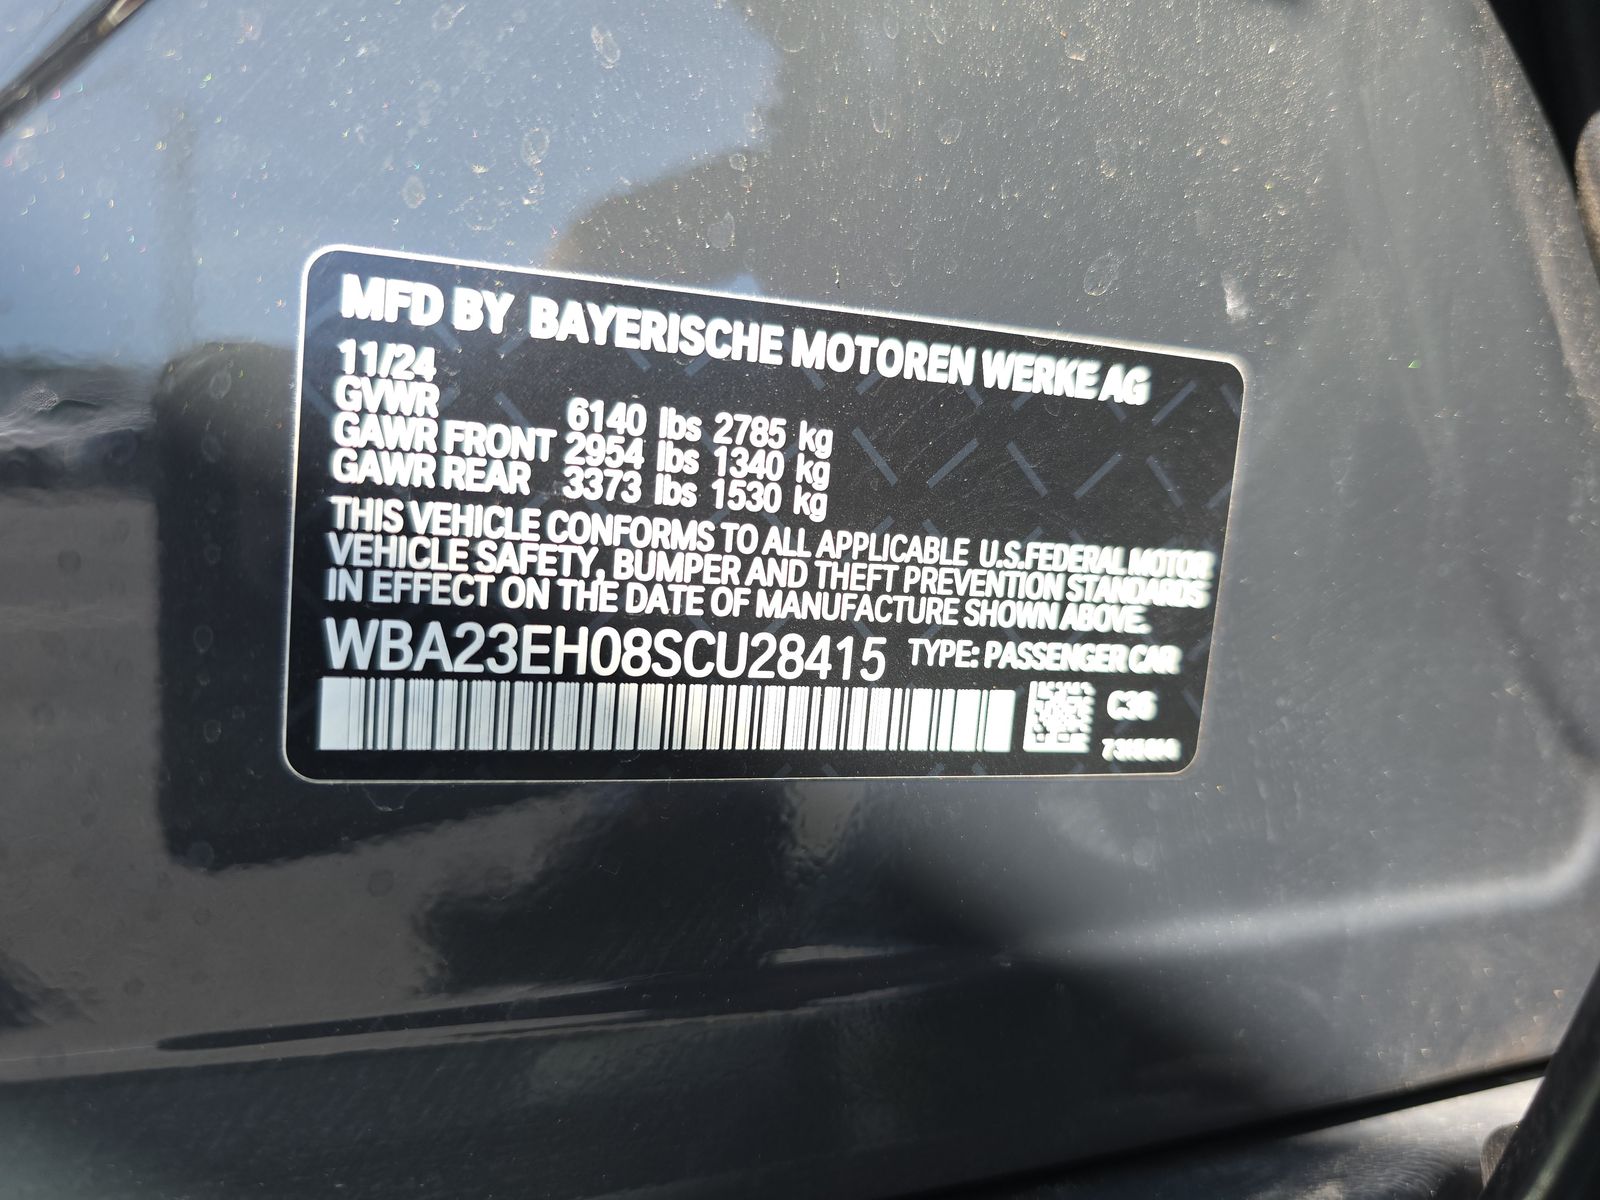 MFD BY BAYERISCHE MOTOREN WERKE AG
11/24
GVWR 6140 lbs 2785 kg
GAWR FRONT 2954 lbs 1340 kg
GAWR REAR 3373 lbs 1530 kg
THIS VEHICLE CONFORMS TO ALL APPLICABLE U.S.FEDERAL MOTOR
VEHICLE SAFETY, BUMPER AND THEFT PREVENTION STANDARDS
IN EFFECT ON THE DATE OF MANUFACTURE SHOWN ABOVE.
WBA23EH08SCU28415 TYPE: PASSENGER CAR
C36